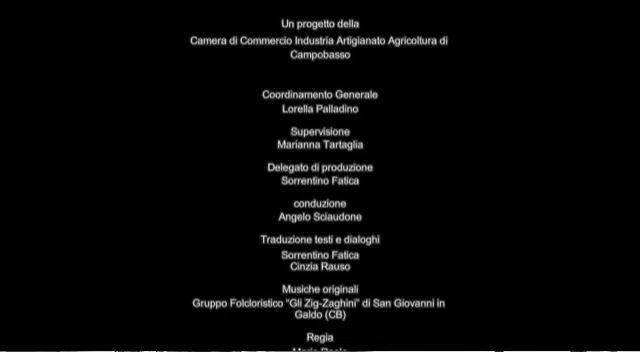 Un progetto della
Camera di Commercio Industria Artigianato Agricoltura di
Campobasso
Coordinamento Generale
Lorella Palladino
Supervisione
Marianna Tartaglia
Delegato di produzione
Sorrentino Fatica
conduzione
Angelo Sciaudone
Traduzione testi e dialoghi
Sorrentino Fatica
Cinzia Rauso
Musiche originali
Gruppo Folcloristico "Gli Zig-Zaghini" di San Giovanni in
Galdo (CB)
Regia